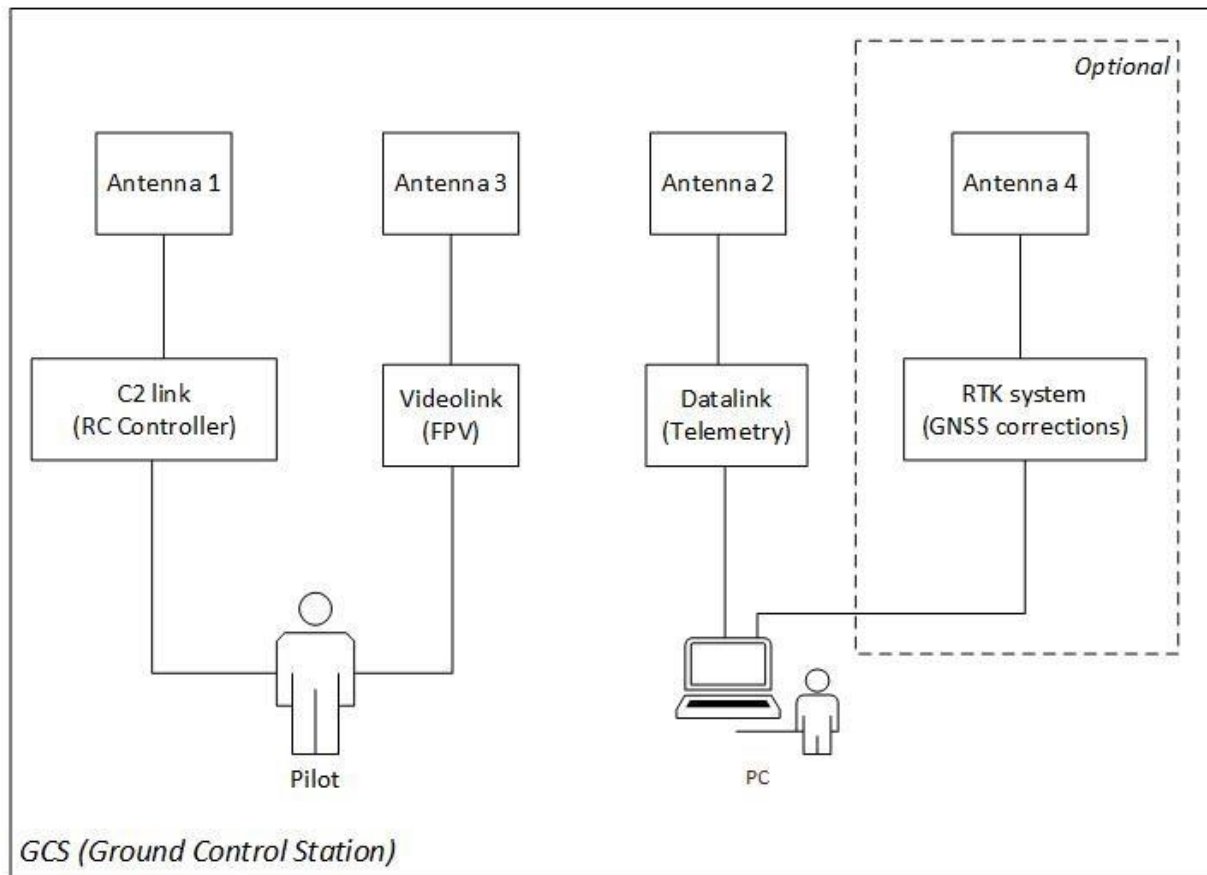 Optional
Antenna 1
Antenna 3
Antenna 2
Antenna 4
C2 link
(RC Controller)
Videolink
(FPV)
Datalink
(Telemetry)
RTK system
(GNSS corrections)
Pilot
PC
GCS (Ground Control Station)